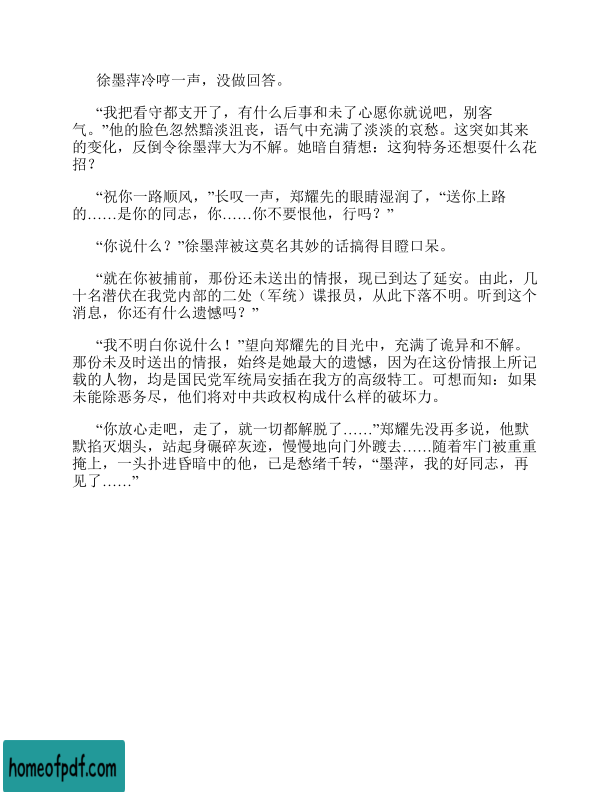 徐墨萍冷哼一声，没做回答。
“我把看守都支开了，有什么后事和未了心愿你就说吧，别客
气。”他的脸色忽然黯淡沮丧，语气中充满了淡淡的哀愁。这突如其来
的变化，反倒令徐墨萍大为不解。她暗自猜想：这狗特务还想耍什么花
招？
“祝你一路顺风，”长叹一声，郑耀先的眼睛湿润了，“送你上路
的……是你的同志，你……你不要恨他，行吗？”
“你说什么？”徐墨萍被这莫名其妙的话搞得目瞪口呆。
“就在你被捕前，那份还未送出的情报，现已到达了延安。由此，几
十名潜伏在我党内部的二处（军统）谍报员，从此下落不明。听到这个
消息，你还有什么遗憾吗？”
“我不明白你说什么！”望向郑耀先的目光中，充满了诡异和不解。
那份未及时送出的情报，始终是她最大的遗憾，因为在这份情报上所记
载的人物，均是国民党军统局安插在我方的高级特工。可想而知：如果
未能除恶务尽，他们将对中共政权构成什么样的破坏力。
“你放心走吧，走了，就一切都解脱了……”郑耀先没再多说，他默
默掐灭烟头，站起身碾碎灰迹，慢慢地向门外踱去……随着牢门被重重
掩上，一头扑进昏暗中的他，已是愁绪千转，“墨萍，我的好同志，再
见了……”
homeofpdf.com